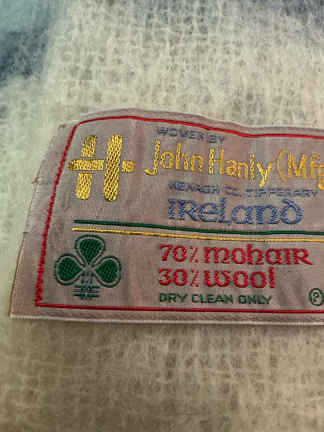 WOVEN BY
John Hanly (Mfg
NENAGH CO. TIPPERARY
IReland
70% mohaiR
30% wool
DRY CLEAN ONLY
P